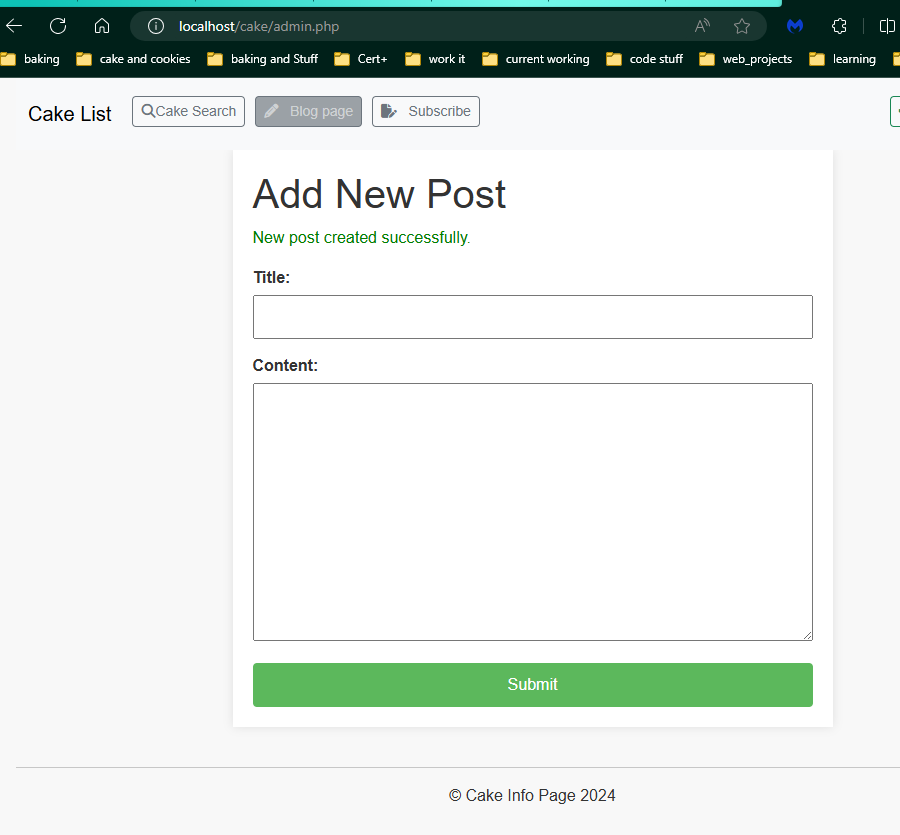 localhost/cake/admin.php
baking cake and cookies baking and Stuff Cert+ work it current working code stuff web_projects learning
Cake List Cake Search Blog page Subscribe
Add New Post
New post created successfully.
Title:
Content:
Submit
© Cake Info Page 2024